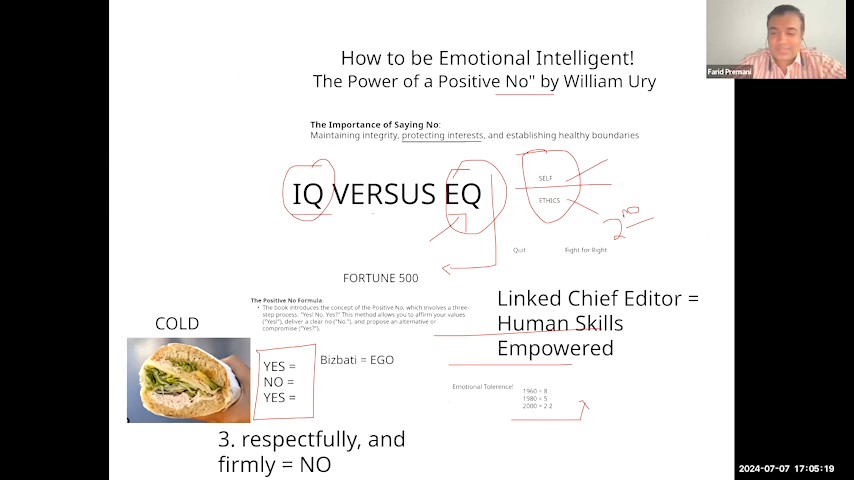 How to be Emotional Intelligent!
The Power of a Positive No" by William Ury
Farid Premani
The Importance of Saying No:
Maintaining integrity, protecting interests, and establishing healthy boundaries
IQ VERSUS EQ
SELF
ETHICS
2nd
Quit
Fight for Right
FORTUNE 500
The Positive No Formula:
• The book introduces the concept of the Positive No, which involves a three-
step process. "Yes! No. Yes?" This method allows you to affirm your values
("Yes!"), deliver a clear no ("No."), and propose an alternative or
compromise ("Yes?").
Linked Chief Editor =
Human Skills
Empowered
COLD
YES =
NO =
YES =
Bizbati = EGO
Emotional Tolerence!
1960 = 8
1980 = 5
2000 = 2.2
3. respectfully, and
firmly = NO
2024-07-07 17:05:19